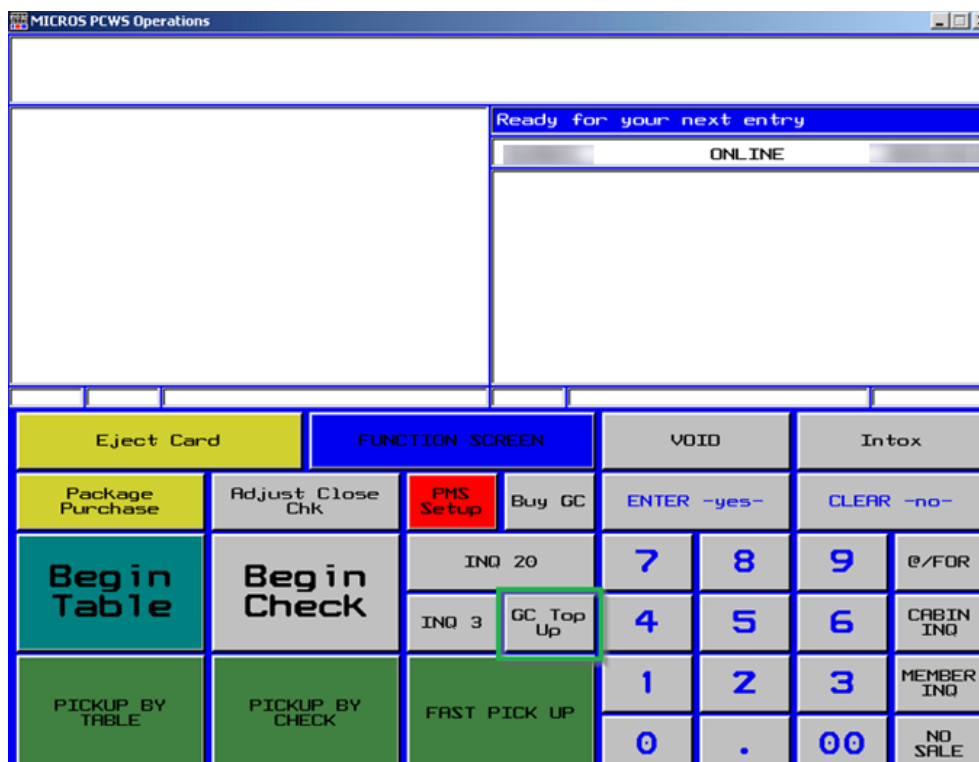 MICROS PCWS Operations
Ready for your next entry
ONLINE
Eject Card
FUNCTION SCREEN
VOID
Intox
Package
Purchase
Adjust Close
Chk
PMS
Setup
Buy GC
ENTER -yes-
CLEAR -no-
Begin
Table
Begin
Check
INQ 20
7
8
9
@/FOR
INQ 3
GC Top
Up
4
5
6
CABIN
INQ
PICKUP BY
TABLE
PICKUP BY
CHECK
FAST PICK UP
1
2
3
MEMBER
INQ
0
.
00
NO
SALE